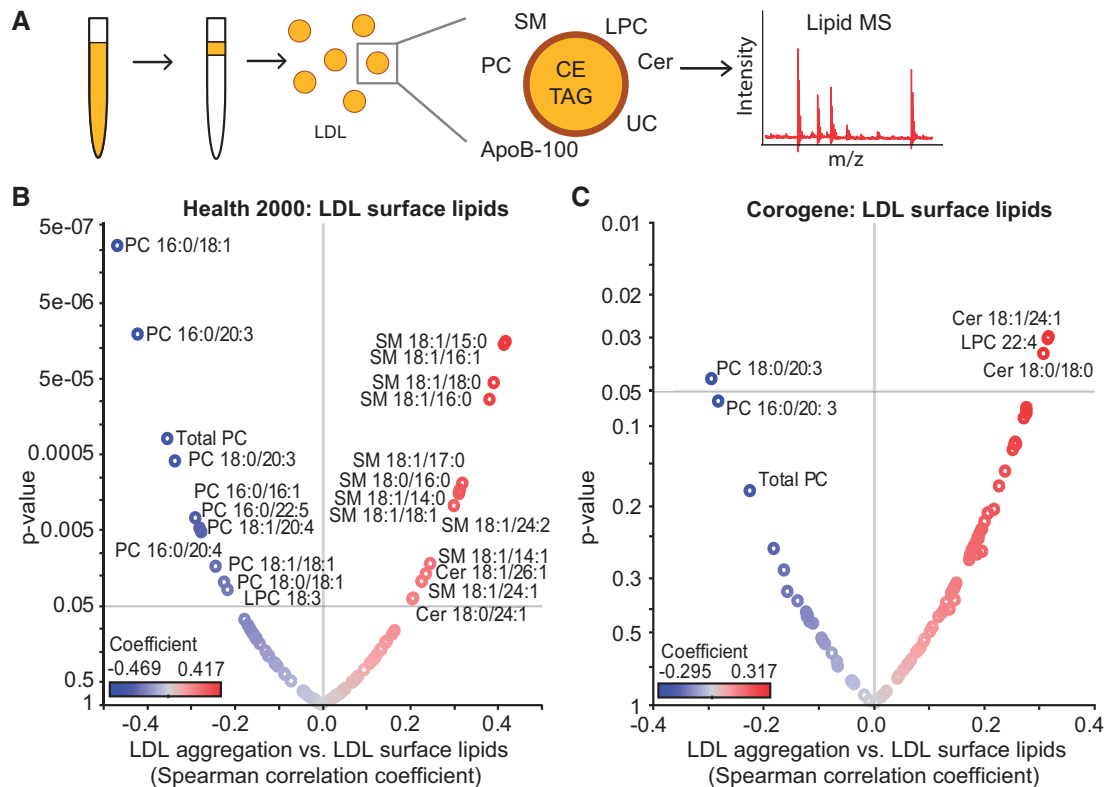 A
LDL
SM
LPC
PC
Cer
CE
TAG
UC
ApoB-100
Lipid MS
Intensity
m/z
B
Health 2000: LDL surface lipids
p-value
5e-07
5e-06
5e-05
0.0005
0.005
0.05
0.5
1
PC 16:0/18:1
PC 16:0/20:3
Total PC
PC 18:0/20:3
PC 16:0/16:1
PC 16:0/22:5
PC 18:1/20:4
PC 16:0/20:4
PC 18:1/18:1
PC 18:0/18:1
LPC 18:3
SM 18:1/15:0
SM 18:1/16:1
SM 18:1/18:0
SM 18:1/16:0
SM 18:1/17:0
SM 18:0/16:0
SM 18:1/14:0
SM 18:1/18:1
SM 18:1/24:2
SM 18:1/14:1
Cer 18:1/26:1
SM 18:1/24:1
Cer 18:0/24:1
Coefficient
-0.469 0.417
-0.4 -0.2 0.0 0.2 0.4
LDL aggregation vs. LDL surface lipids
(Spearman correlation coefficient)
C
Corogene: LDL surface lipids
p-value
0.01
0.02
0.03
0.05
0.1
0.2
0.3
0.5
1
Cer 18:1/24:1
LPC 22:4
Cer 18:0/18:0
PC 18:0/20:3
PC 16:0/20: 3
Total PC
Coefficient
-0.295 0.317
-0.4 -0.2 0.0 0.2 0.4
LDL aggregation vs. LDL surface lipids
(Spearman correlation coefficient)